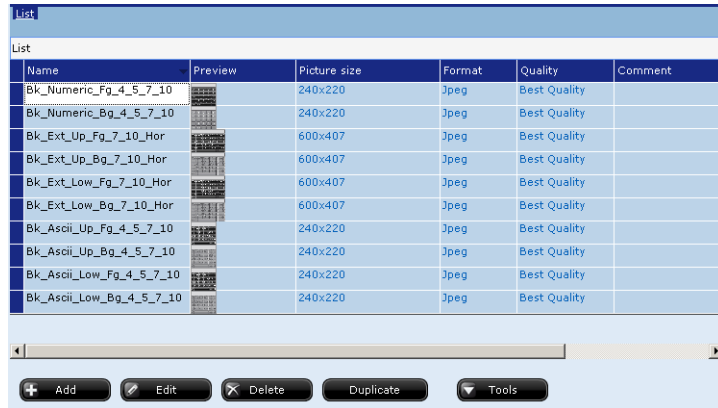 List
List
Name Preview Picture size Format Quality Comment
Bk_Numeric_Fg_4_5_7_10 240x220 Jpeg Best Quality
Bk_Numeric_Bg_4_5_7_10 240x220 Jpeg Best Quality
Bk_Ext_Up_Fg_7_10_Hor 600x407 Jpeg Best Quality
Bk_Ext_Up_Bg_7_10_Hor 600x407 Jpeg Best Quality
Bk_Ext_Low_Fg_7_10_Hor 600x407 Jpeg Best Quality
Bk_Ext_Low_Bg_7_10_Hor 600x407 Jpeg Best Quality
Bk_Ascii_Up_Fg_4_5_7_10 240x220 Jpeg Best Quality
Bk_Ascii_Up_Bg_4_5_7_10 240x220 Jpeg Best Quality
Bk_Ascii_Low_Fg_4_5_7_10 240x220 Jpeg Best Quality
Bk_Ascii_Low_Bg_4_5_7_10 240x220 Jpeg Best Quality
Add Edit Delete Duplicate Tools